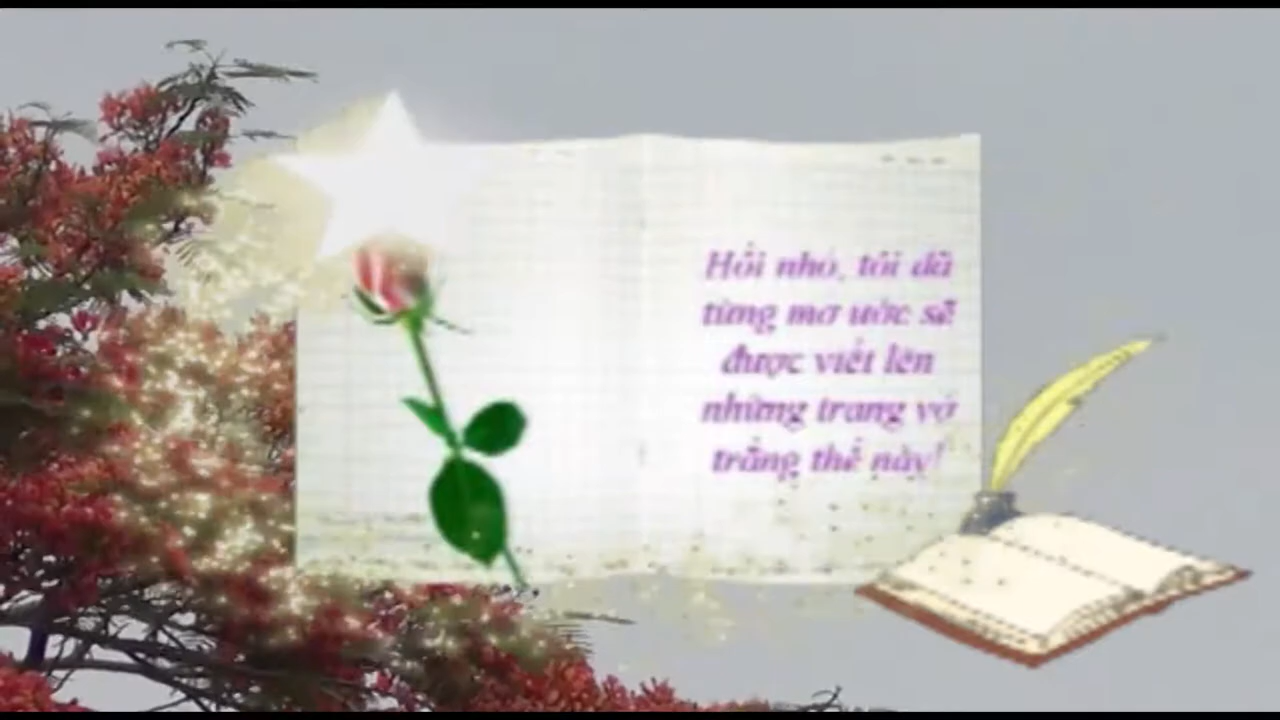 Hồi nhỏ, tôi đã
từng mơ ước sẽ
được viết lên
những trang vở
trắng thế này!